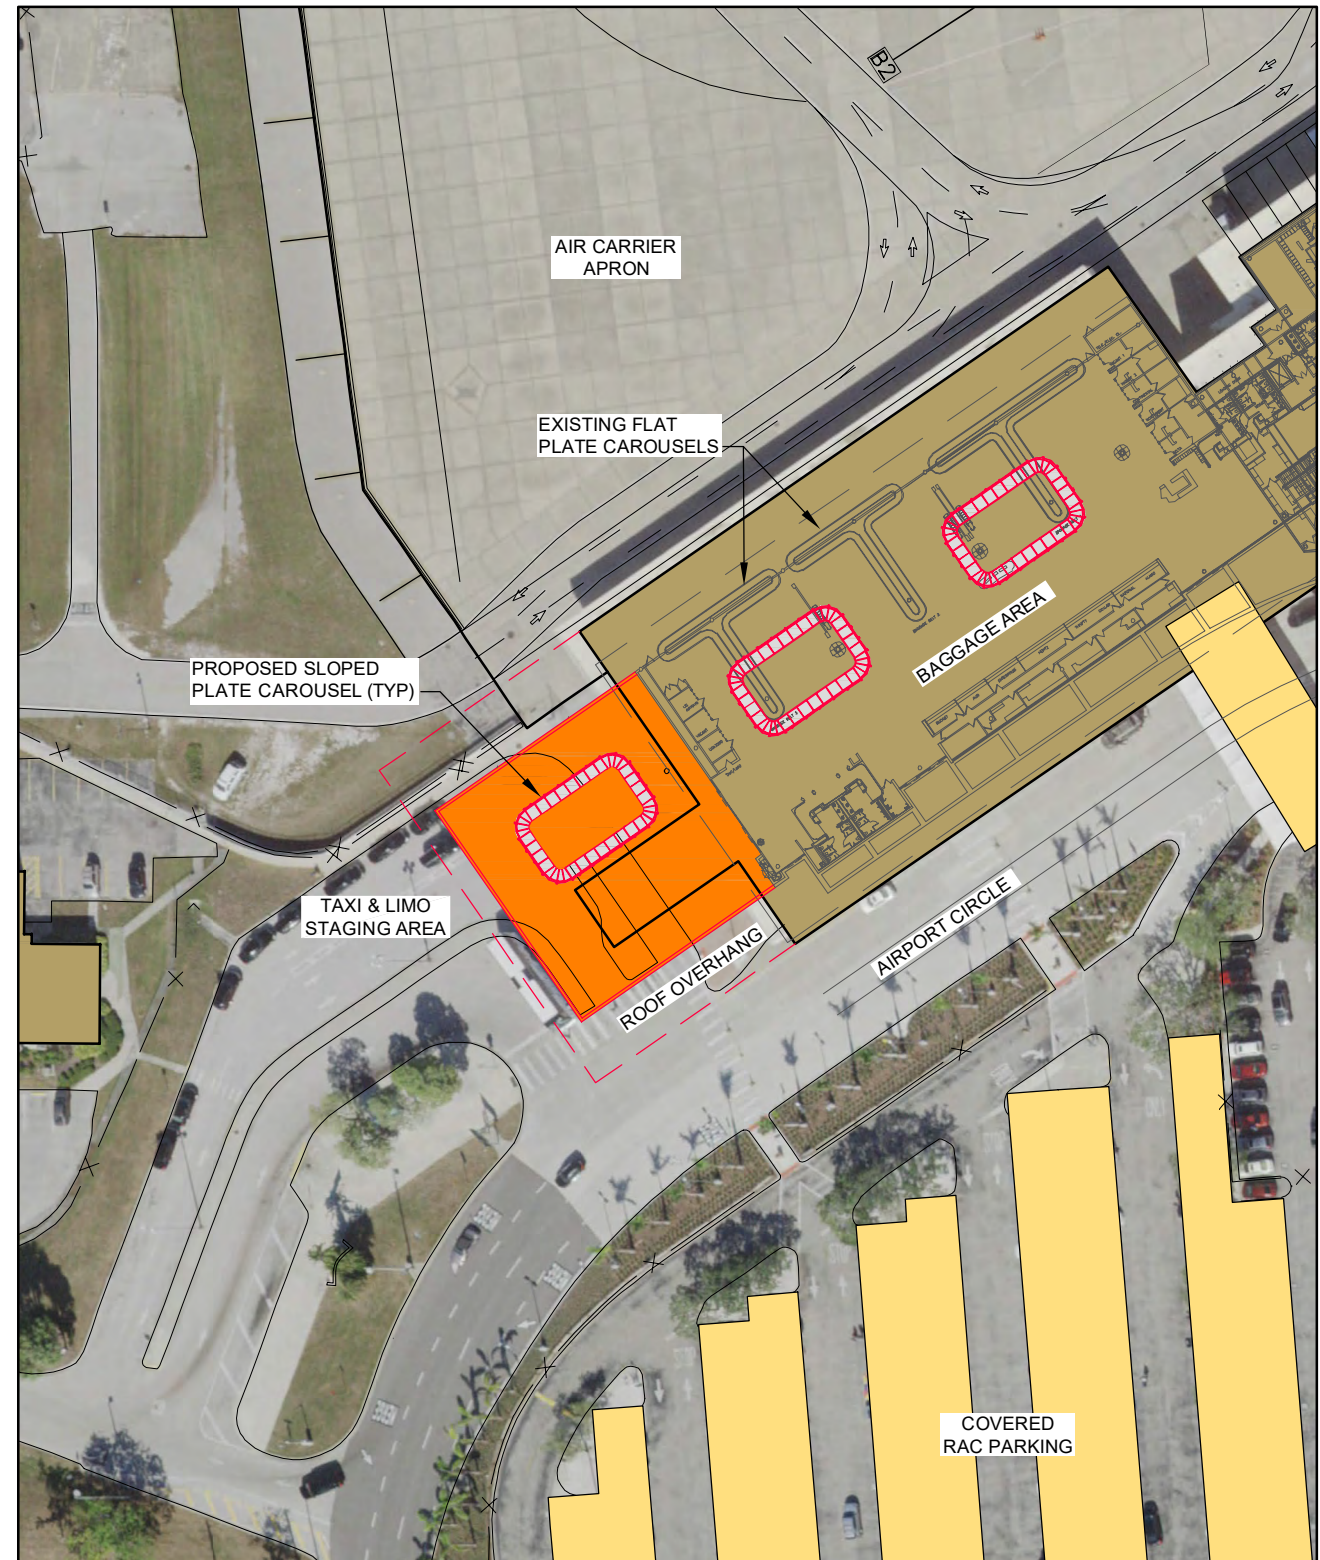 B2
AIR CARRIER
APRON
EXISTING FLAT
PLATE CAROUSELS
BAGGAGE AREA
PROPOSED SLOPED
PLATE CAROUSEL (TYP)
TAXI & LIMO
STAGING AREA
ROOF OVERHANG
AIRPORT CIRCLE
COVERED
RAC PARKING